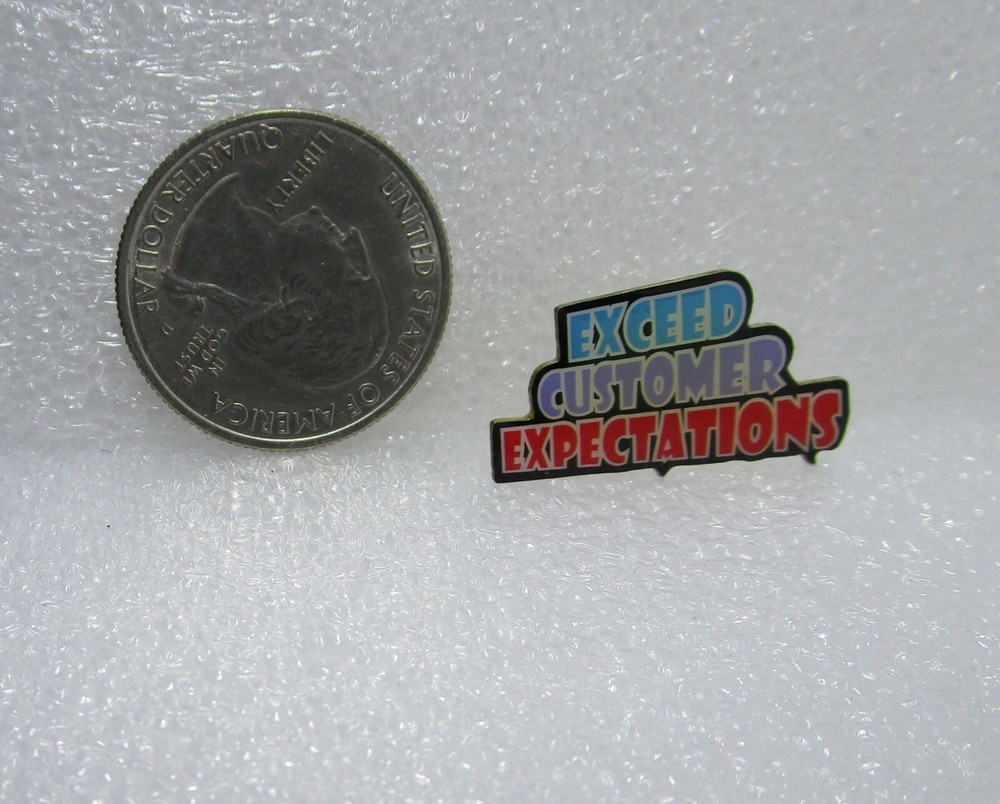 UNITED STATES OF AMERICA
LIBERTY
IN
GOD WE
TRUST
P
QUARTER DOLLAR
EXCEED
CUSTOMER
EXPECTATIONS